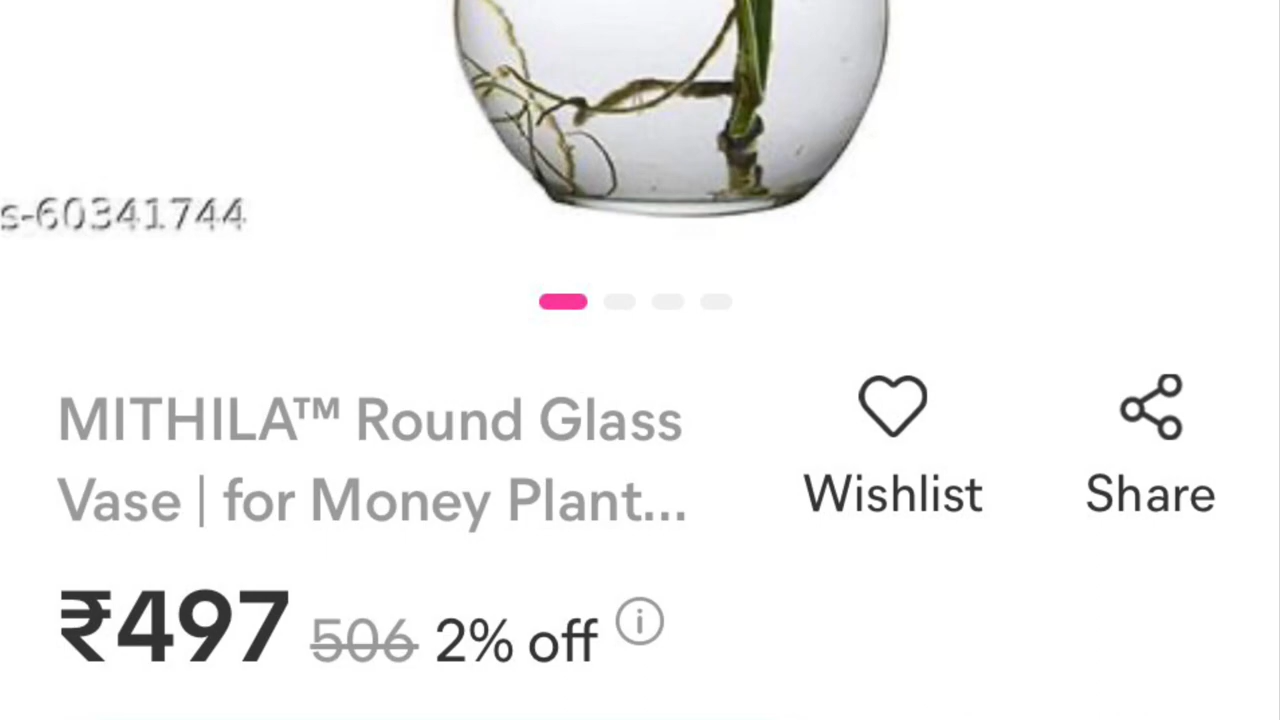 s-60341744
MITHILA™ Round Glass
Vase | for Money Plant...
Wishlist
Share
₹497 506 2% off